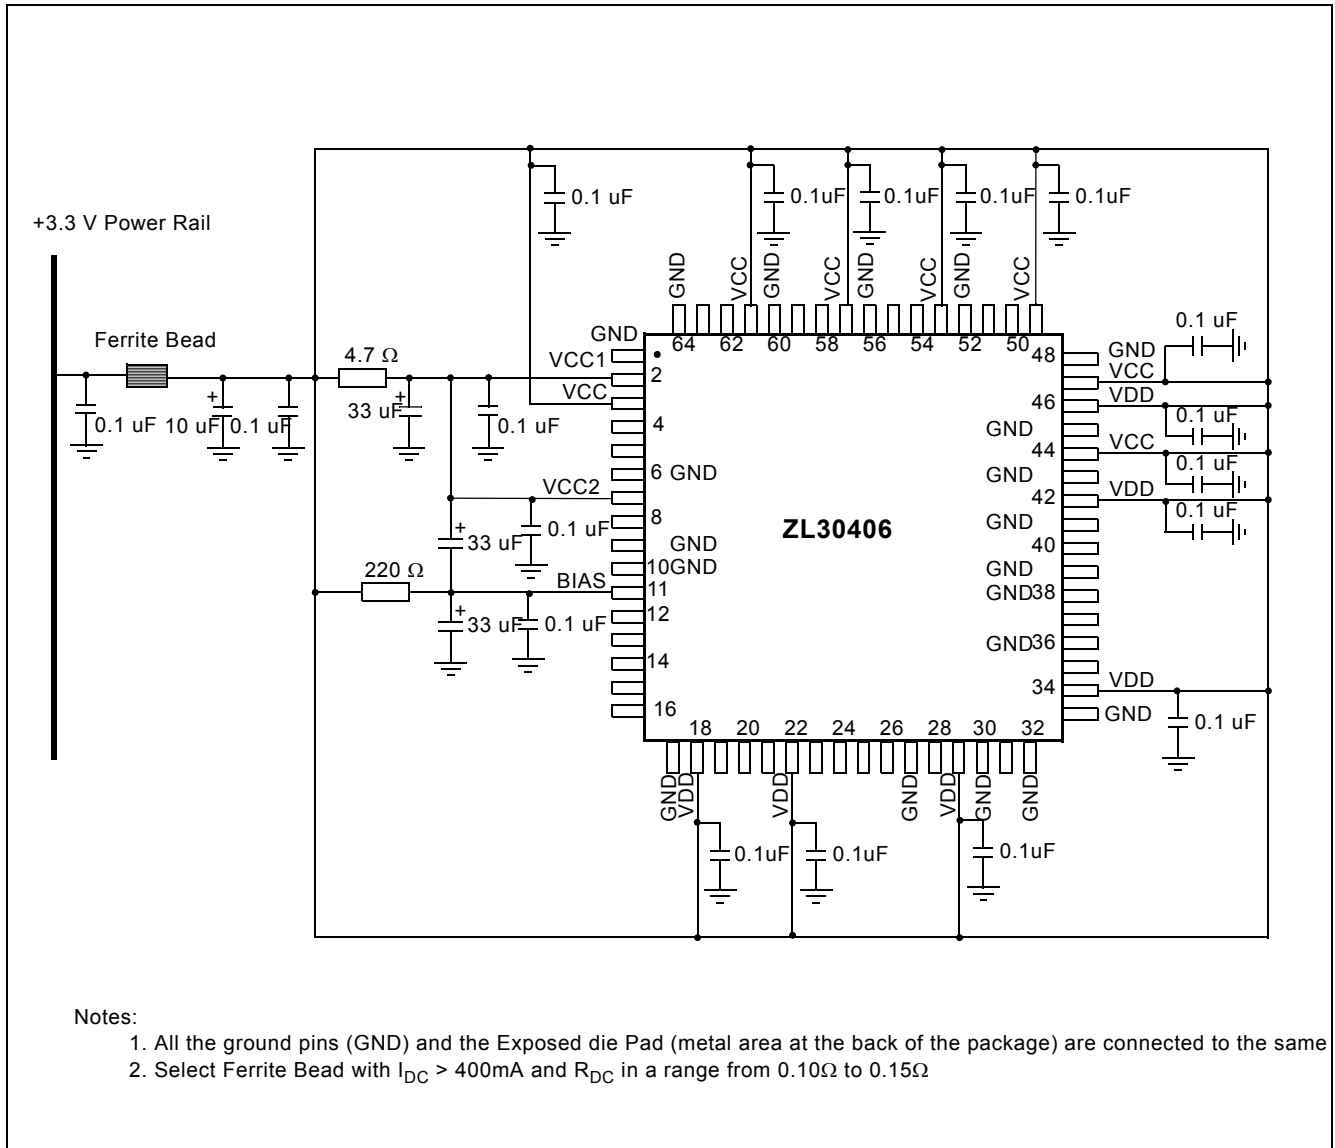 0.1 uF
0.1uF
0.1uF
0.1uF
0.1uF
+3.3 V Power Rail
GND
VCC
GND
VCC
GND
VCC
GND
VCC
0.1 uF
Ferrite Bead
GND
64
62
60
58
56
54
52
50
48
GND
4.7 Ω
VCC1
2
VCC
VCC
46
VDD
+
+
33 uF
0.1 uF
10 uF
0.1 uF
0.1 uF
4
GND
0.1 uF
44
VCC
6 GND
GND
0.1 uF
VCC2
42
VDD
8
0.1 uF
GND
0.1 uF
+
33 uF
ZL30406
GND
40
220 Ω
10GND
GND
BIAS
11
GND38
+
33 uF
0.1 uF
12
GND36
14
34
VDD
16
GND
0.1 uF
18
20
22
24
26
28
30
32
GND
VDD
VDD
GND
VDD
GND
GND
0.1uF
0.1uF
0.1uF
Notes:
1. All the ground pins (GND) and the Exposed die Pad (metal area at the back of the package) are connected to the same
2. Select Ferrite Bead with IDC > 400mA and RDC in a range from 0.10Ω to 0.15Ω